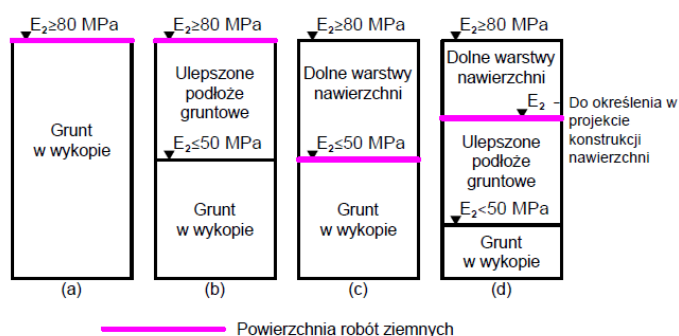 E₂≥80 MPa
Grunt
w wykopie
(a)
E₂≥80 MPa
Ulepszone
podłoże
gruntowe
E₂≤50 MPa
Grunt
w wykopie
(b)
E₂≥80 MPa
Dolne warstwy
nawierzchni
E₂≤50 MPa
Grunt
w wykopie
(c)
E₂≥80 MPa
Dolne warstwy
nawierzchni
E₂ – Do określenia w
projekcie
konstrukcji
nawierzchni
Ulepszone
podłoże
gruntowe
E₂<50 MPa
Grunt
w wykopie
(d)
Powierzchnia robót ziemnych